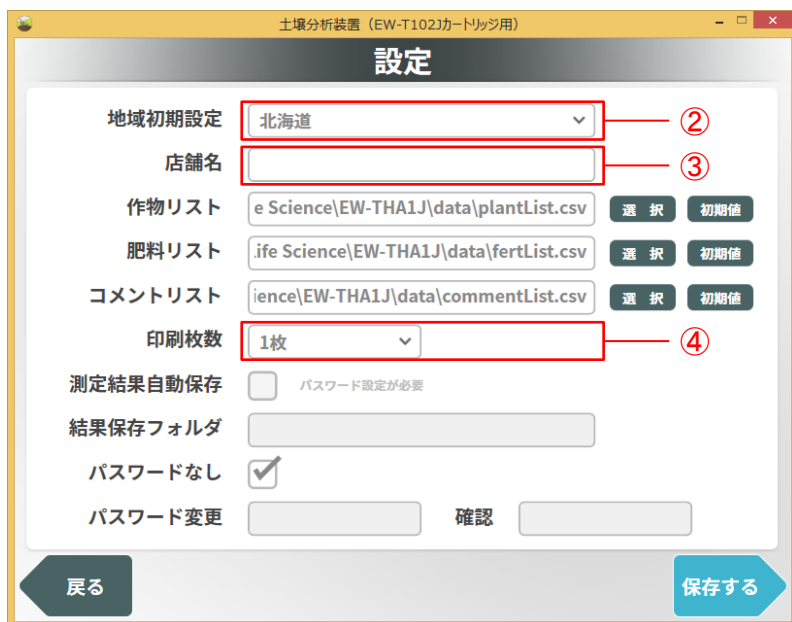 土壌分析装置（EW-T102Jカートリッジ用）
設定
地域初期設定 北海道 ②
店舗名 ③
作物リスト e Science\EW-THA1J\data\plantList.csv 選 択 初期値
肥料リスト .ife Science\EW-THA1J\data\fertList.csv 選 択 初期値
コメントリスト ience\EW-THA1J\data\commentList.csv 選 択 初期値
印刷枚数 1枚 ④
測定結果自動保存 パスワード設定が必要
結果保存フォルダ
パスワードなし
パスワード変更 確認
戻る 保存する